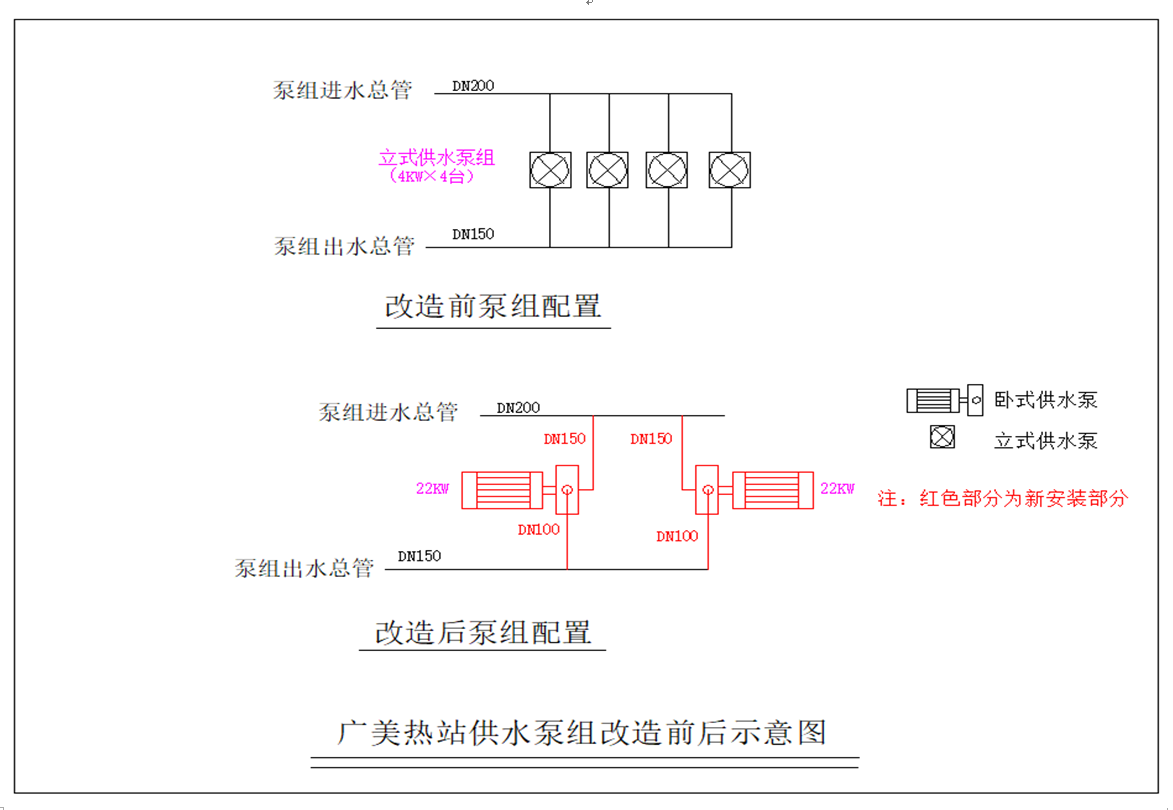 泵组进水总管 DN200
立式供水泵组
（4KW×4台）
泵组出水总管 DN150
改造前泵组配置
泵组进水总管 DN200
DN150 DN150
22KW 22KW
DN100 DN100
泵组出水总管 DN150
改造后泵组配置
卧式供水泵
立式供水泵
注：红色部分为新安装部分
广美热站供水泵组改造前后示意图